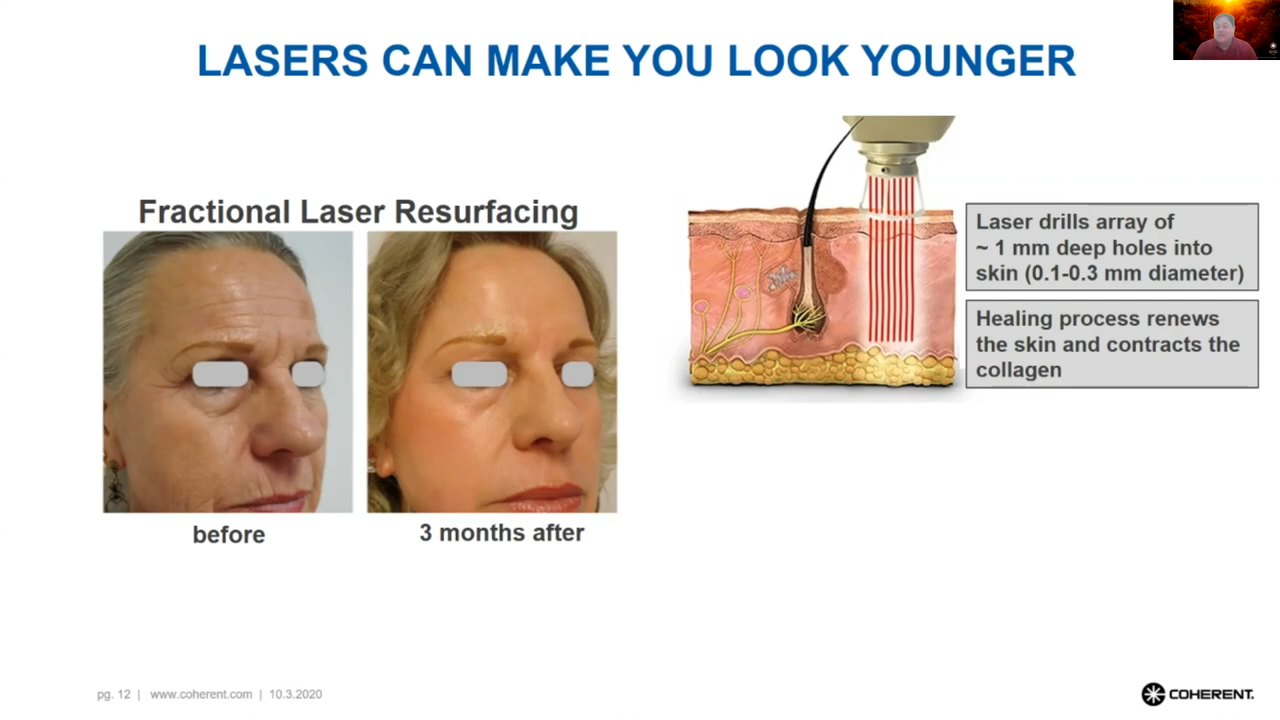 LASERS CAN MAKE YOU LOOK YOUNGER
Fractional Laser Resurfacing
before
3 months after
Laser drills array of
~ 1 mm deep holes into
skin (0.1-0.3 mm diameter)
Healing process renews
the skin and contracts the
collagen
pg. 12 | www.coherent.com | 10.3.2020
COHERENT.